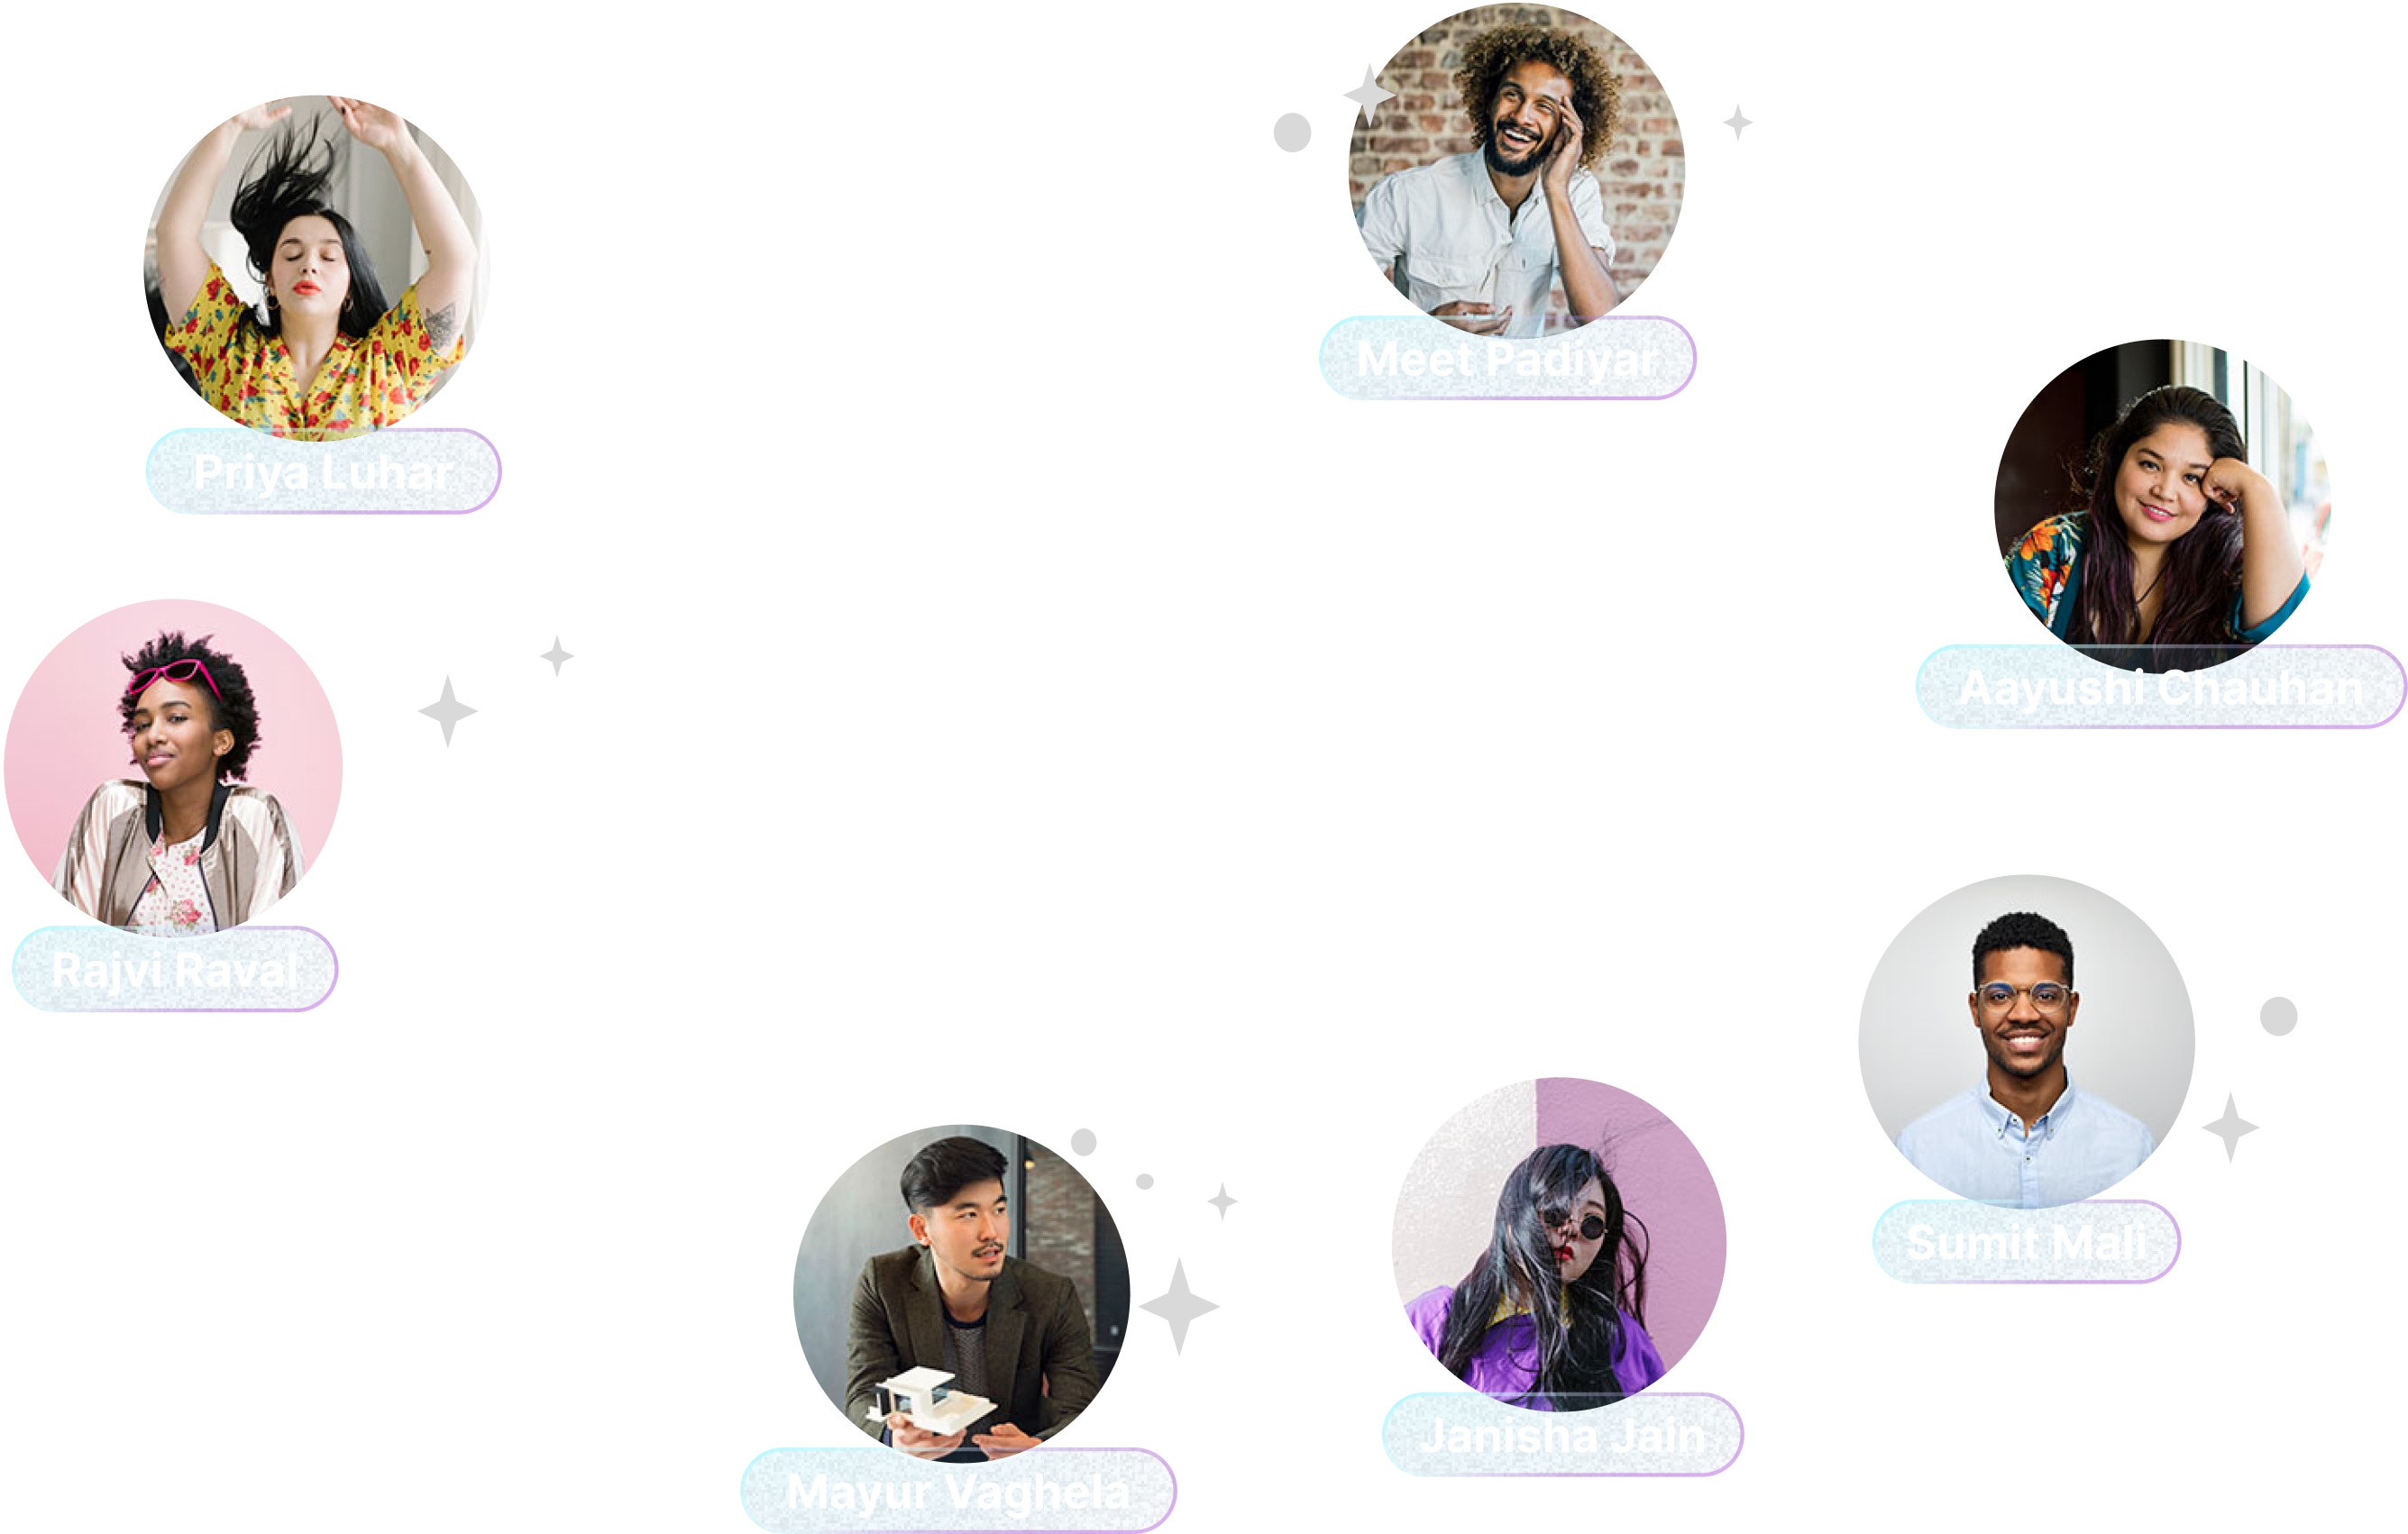 Meet Padiyar
Priya Luhar
Aayushi Chauhan
Rajvi Raval
Sumit Mali
Janisha Jain
Mayur Vaghela